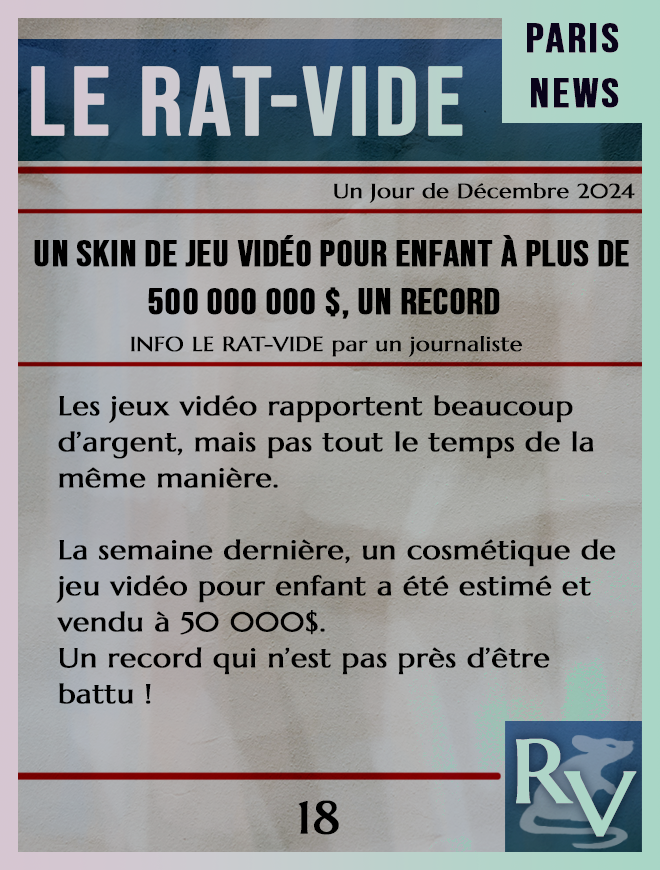 PARIS
NEWS
LE RAT-VIDE
Un Jour de Décembre 2024
UN SKIN DE JEU VIDÉO POUR ENFANT À PLUS DE
500 000 000 $, UN RECORD
INFO LE RAT-VIDE par un journaliste
Les jeux vidéo rapportent beaucoup
d'argent, mais pas tout le temps de la
même manière.
La semaine dernière, un cosmétique de
jeu vidéo pour enfant a été estimé et
vendu à 50 000$.
Un record qui n'est pas près d'être
battu !
18
RV